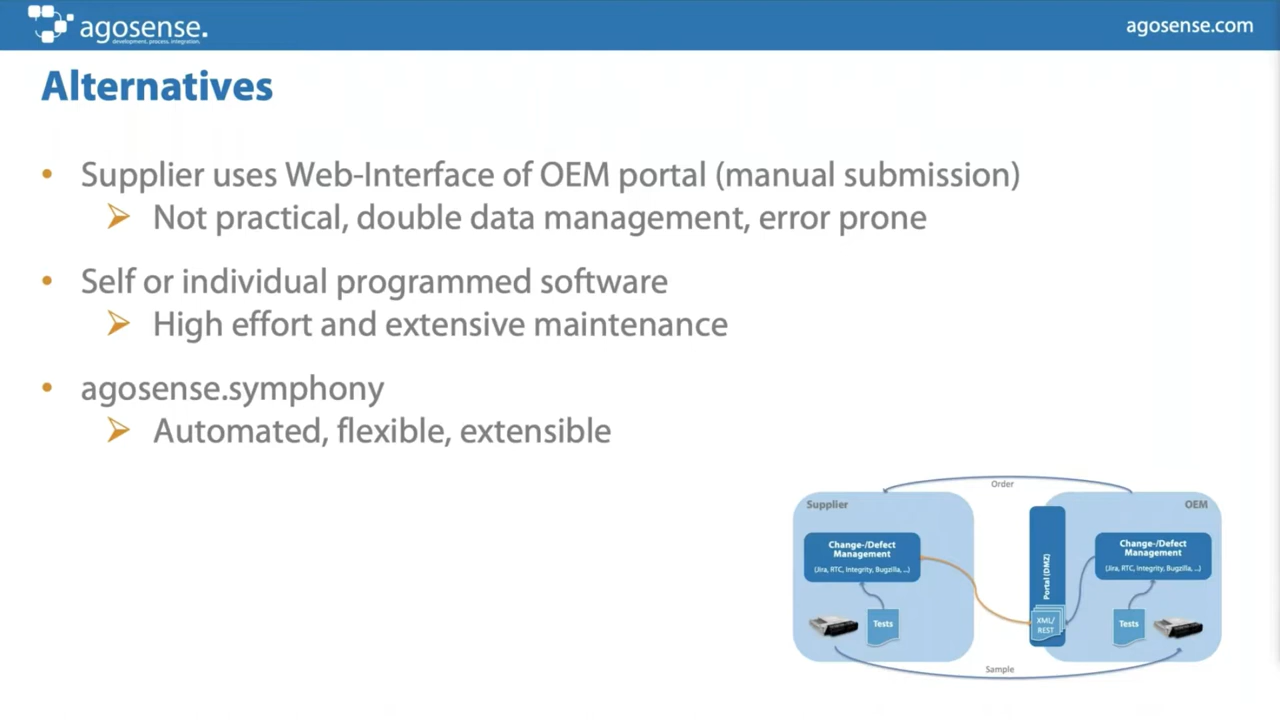 agosense.
development, process, integration.
agosense.com
Alternatives
• Supplier uses Web-Interface of OEM portal (manual submission)
➢ Not practical, double data management, error prone
• Self or individual programmed software
➢ High effort and extensive maintenance
• agosense.symphony
➢ Automated, flexible, extensible
Order
Supplier
OEM
Change-/Defect
Management
(Jira, RTC, Integrity, Bugzilla, ...)
Portal (DMZ)
Change-/Defect
Management
(Jira, RTC, Integrity, Bugzilla, ...)
Tests
XML/
REST
Tests
Sample